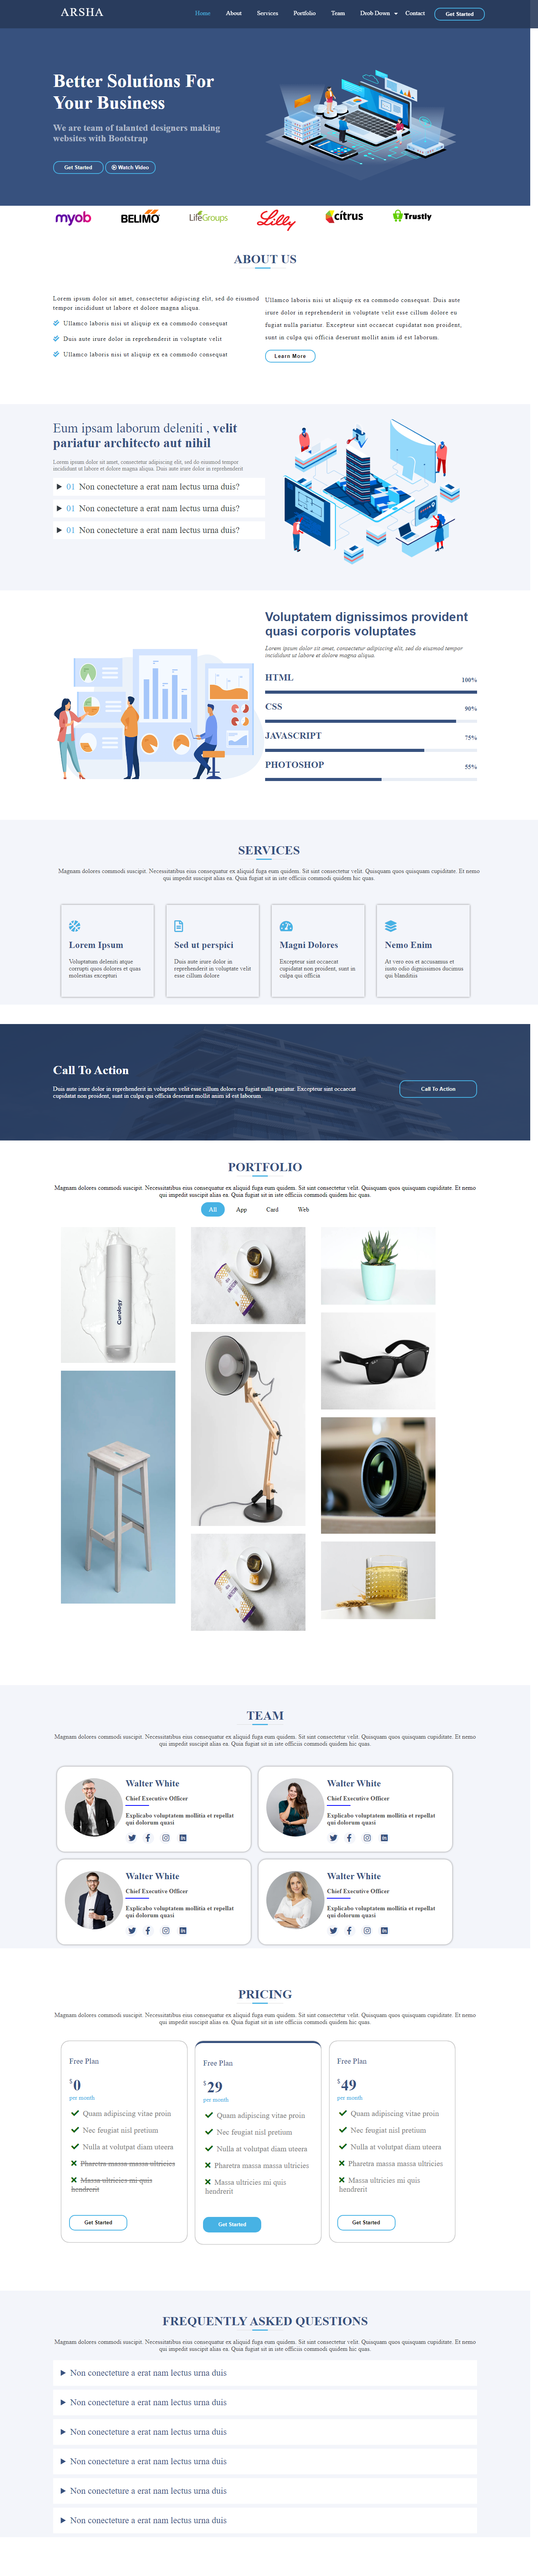 ARSHA
Home About Services Portfolio Team Drob Down Contact Get Started
Better Solutions For
Your Business
We are team of talanted designers making
websites with Bootstrap
Get Started Watch Video
myob BELIMO LifeGroups Lilly citrus Trustly
ABOUT US
Lorem ipsum dolor sit amet, consectetur adipiscing elit, sed do eiusmod
tempor incididunt ut labore et dolore magna aliqua.
Ullamco laboris nisi ut aliquip ex ea commodo consequat
Duis aute irure dolor in reprehenderit in voluptate velit
Ullamco laboris nisi ut aliquip ex ea commodo consequat
Ullamco laboris nisi ut aliquip ex ea commodo consequat. Duis aute
irure dolor in reprehenderit in voluptate velit esse cillum dolore eu
fugiat nulla pariatur. Excepteur sint occaecat cupidatat non proident,
sunt in culpa qui officia deserunt mollit anim id est laborum.
Learn More
Eum ipsam laborum deleniti , velit
pariatur architecto aut nihil
Lorem ipsum dolor sit amet, consectetur adipiscing elit, sed do eiusmod tempor
incididunt ut labore et dolore magna aliqua. Duis aute irure dolor in reprehenderit
01 Non conecteture a erat nam lectus urna duis?
01 Non conecteture a erat nam lectus urna duis?
01 Non conecteture a erat nam lectus urna duis?
Voluptatem dignissimos provident
quasi corporis voluptates
Lorem ipsum dolor sit amet, consectetur adipiscing elit, sed do eiusmod tempor
incididunt ut labore et dolore magna aliqua.
HTML 100%
CSS 90%
JAVASCRIPT 75%
PHOTOSHOP 55%
SERVICES
Magnam dolores commodi suscipit. Necessitatibus eius consequatur ex aliquid fuga eum quidem. Sit sint consectetur velit. Quisquam quos quisquam cupiditate. Et nemo
qui impedit suscipit alias ea. Quia fugiat sit in iste officiis commodi quidem hic quas.
Lorem Ipsum
Voluptatum deleniti atque
corrupti quos dolores et quas
molestias excepturi
Sed ut perspici
Duis aute irure dolor in
reprehenderit in voluptate velit
esse cillum dolore
Magni Dolores
Excepteur sint occaecat
cupidatat non proident, sunt in
culpa qui officia
Nemo Enim
At vero eos et accusamus et
iusto odio dignissimos ducimus
qui blanditiis
Call To Action
Duis aute irure dolor in reprehenderit in voluptate velit esse cillum dolore eu fugiat nulla pariatur. Excepteur sint occaecat
cupidatat non proident, sunt in culpa qui officia deserunt mollit anim id est laborum.
Call To Action
PORTFOLIO
Magnam dolores commodi suscipit. Necessitatibus eius consequatur ex aliquid fuga eum quidem. Sit sint consectetur velit. Quisquam quos quisquam cupiditate. Et nemo
qui impedit suscipit alias ea. Quia fugiat sit in iste officiis commodi quidem hic quas.
All App Card Web
Curology
TEAM
Magnam dolores commodi suscipit. Necessitatibus eius consequatur ex aliquid fuga eum quidem. Sit sint consectetur velit. Quisquam quos quisquam cupiditate. Et nemo
qui impedit suscipit alias ea. Quia fugiat sit in iste officiis commodi quidem hic quas.
Walter White
Chief Executive Officer
Explicabo voluptatem mollitia et repellat
qui dolorum quasi
Walter White
Chief Executive Officer
Explicabo voluptatem mollitia et repellat
qui dolorum quasi
Walter White
Chief Executive Officer
Explicabo voluptatem mollitia et repellat
qui dolorum quasi
Walter White
Chief Executive Officer
Explicabo voluptatem mollitia et repellat
qui dolorum quasi
PRICING
Magnam dolores commodi suscipit. Necessitatibus eius consequatur ex aliquid fuga eum quidem. Sit sint consectetur velit. Quisquam quos quisquam cupiditate. Et nemo
qui impedit suscipit alias ea. Quia fugiat sit in iste officiis commodi quidem hic quas.
Free Plan
$0
per month
Quam adipiscing vitae proin
Nec feugiat nisl pretium
Nulla at volutpat diam uteera
Pharetra massa massa ultricies
Massa ultricies mi quis
hendrerit
Get Started
Free Plan
$29
per month
Quam adipiscing vitae proin
Nec feugiat nisl pretium
Nulla at volutpat diam uteera
Pharetra massa massa ultricies
Massa ultricies mi quis
hendrerit
Get Started
Free Plan
$49
per month
Quam adipiscing vitae proin
Nec feugiat nisl pretium
Nulla at volutpat diam uteera
Pharetra massa massa ultricies
Massa ultricies mi quis
hendrerit
Get Started
FREQUENTLY ASKED QUESTIONS
Magnam dolores commodi suscipit. Necessitatibus eius consequatur ex aliquid fuga eum quidem. Sit sint consectetur velit. Quisquam quos quisquam cupiditate. Et nemo
qui impedit suscipit alias ea. Quia fugiat sit in iste officiis commodi quidem hic quas.
Non conecteture a erat nam lectus urna duis
Non conecteture a erat nam lectus urna duis
Non conecteture a erat nam lectus urna duis
Non conecteture a erat nam lectus urna duis
Non conecteture a erat nam lectus urna duis
Non conecteture a erat nam lectus urna duis